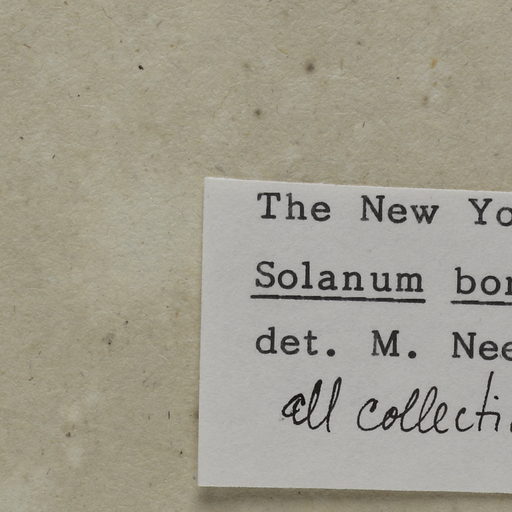 The New Yo
Solanum bor
det. M. Nee
all collecti